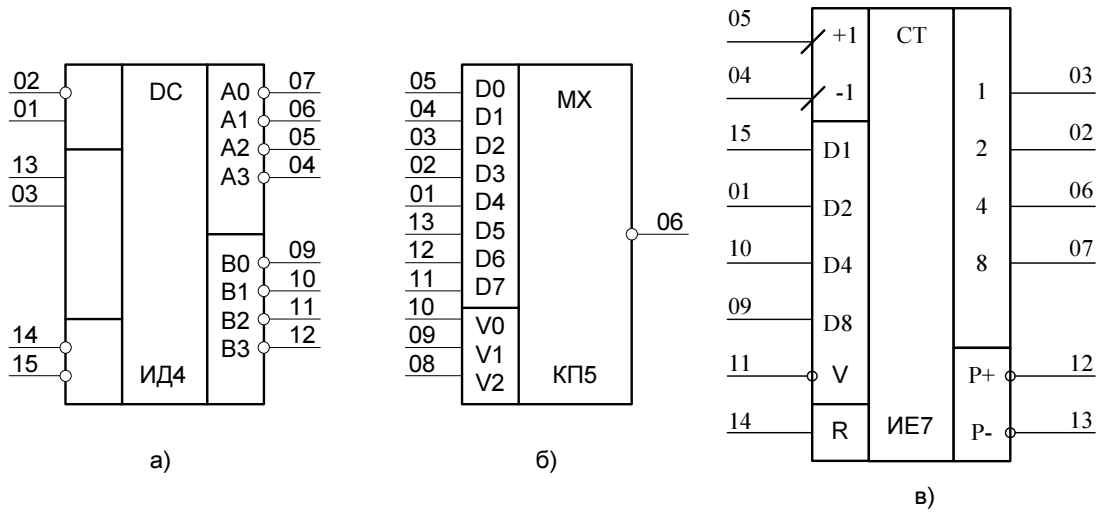 02
01
13
03
14
15
DC
ИД4
A0
A1
A2
A3
B0
B1
B2
B3
07
06
05
04
09
10
11
12
а)
05
04
03
02
01
13
12
11
10
09
08
D0
D1
D2
D3
D4
D5
D6
D7
V0
V1
V2
MX
КП5
06
б)
05
04
15
01
10
09
11
14
+1
-1
D1
D2
D4
D8
V
R
CT
ИЕ7
1
2
4
8
P+
P-
03
02
06
07
12
13
в)